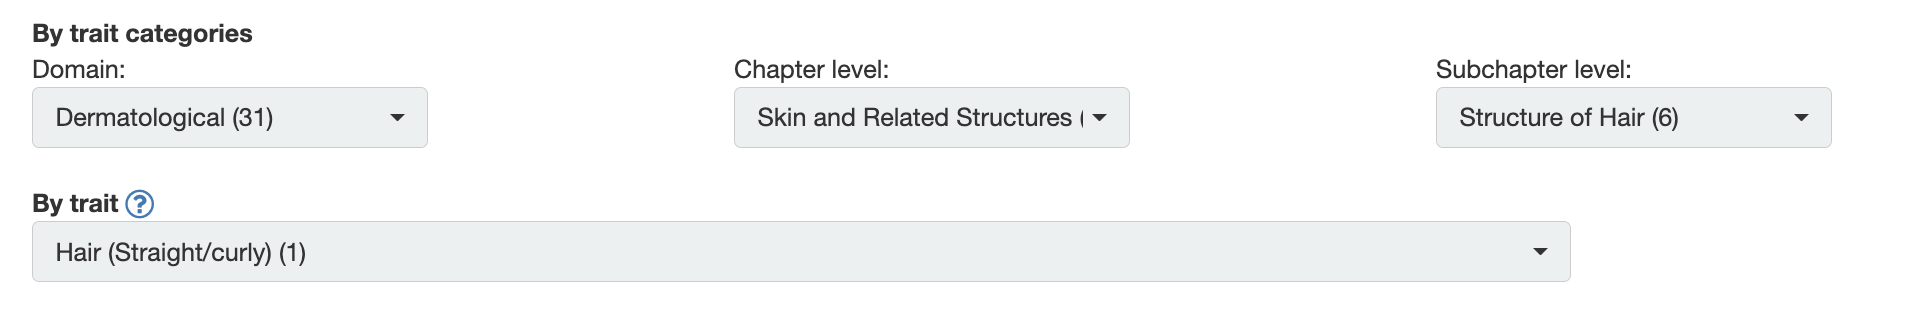 By trait categories
Domain: Chapter level: Subchapter level:
Dermatological (31) Skin and Related Structures ( Structure of Hair (6)
By trait ?
Hair (Straight/curly) (1)